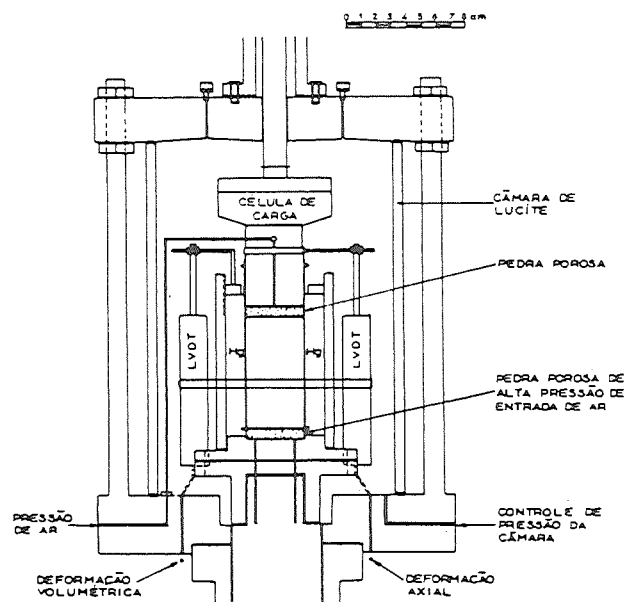 0 1 2 3 4 5 6 7 8 cm
CÉLULA DE
CARGA
CÂMARA DE
LUCITE
PEDRA POROSA
LVDT
LVDT
PEDRA POROSA DE
ALTA PRESSÃO DE
ENTRADA DE AR
PRESSÃO
DE AR
CONTROLE DE
PRESSÃO DA
CÂMARA
DEFORMAÇÃO
VOLUMÉTRICA
DEFORMAÇÃO
AXIAL